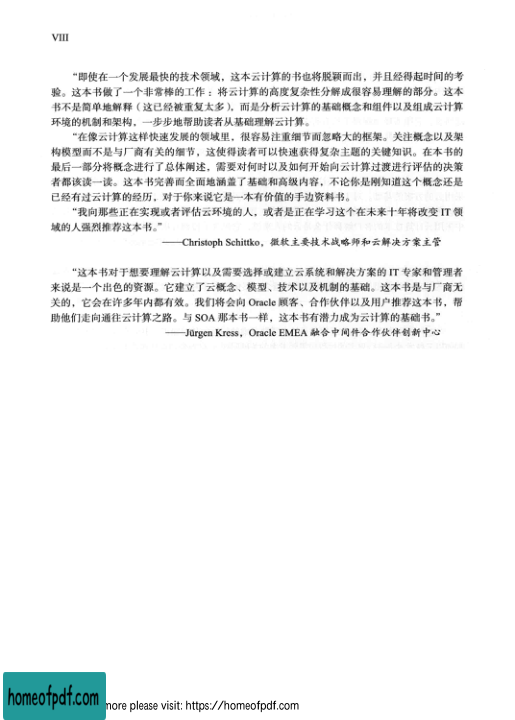 VIII
“即使在一个发展最快的技术领域，这本云计算的书也将脱颖而出，并且经得起时间的考
验。这本书做了一个非常棒的工作：将云计算的高度复杂性分解成很容易理解的部分。这本
书不是简单地解释（这已经被重复太多），而是分析云计算的基础概念和组件以及组成云计算
环境的机制和架构，一步步地帮助读者从基础理解云计算。
“在像云计算这样快速发展的领域里，很容易注重细节而忽略大的框架。关注概念以及架
构模型而不是与厂商有关的细节，这使得读者可以快速获得复杂主题的关键知识。在本书的
最后一部分将概念进行了总体阐述，需要对何时以及如何开始向云计算过渡进行评估的决策
者都该读一读。这本书完善而全面地涵盖了基础和高级内容，不论你是刚知道这个概念还是
已经有过云计算的经历，对于你来说它是一本有价值的手边资料书。
“我向那些正在实现或者评估云环境的人，或者是正在学习这个在未来十年将改变 IT 领
域的人强烈推荐这本书。”
——Christoph Schittko，微软主要技术战略师和云解决方案主管
“这本书对于想要理解云计算以及需要选择或建立云系统和解决方案的 IT 专家和管理者
来说是一个出色的资源。它建立了云概念、模型、技术以及机制的基础。这本书是与厂商无
关的，它会在许多年内都有效。我们将会向 Oracle 顾客、合作伙伴以及用户推荐这本书，帮
助他们走向通往云计算之路。与 SOA 那本书一样，这本书有潜力成为云计算的基础书。”
——Jürgen Kress，Oracle EMEA 融合中间件合作伙伴创新中心
homeofpdf.com
more please visit: https://homeofpdf.com